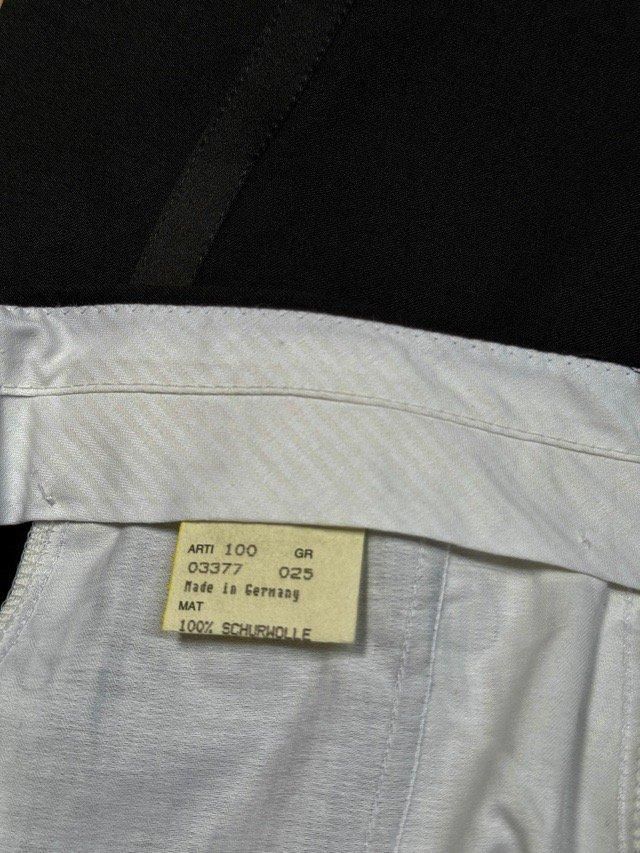 ARTI 100 GR
03377 025
Made in Germany
MAT
100% SCHURWOLLE